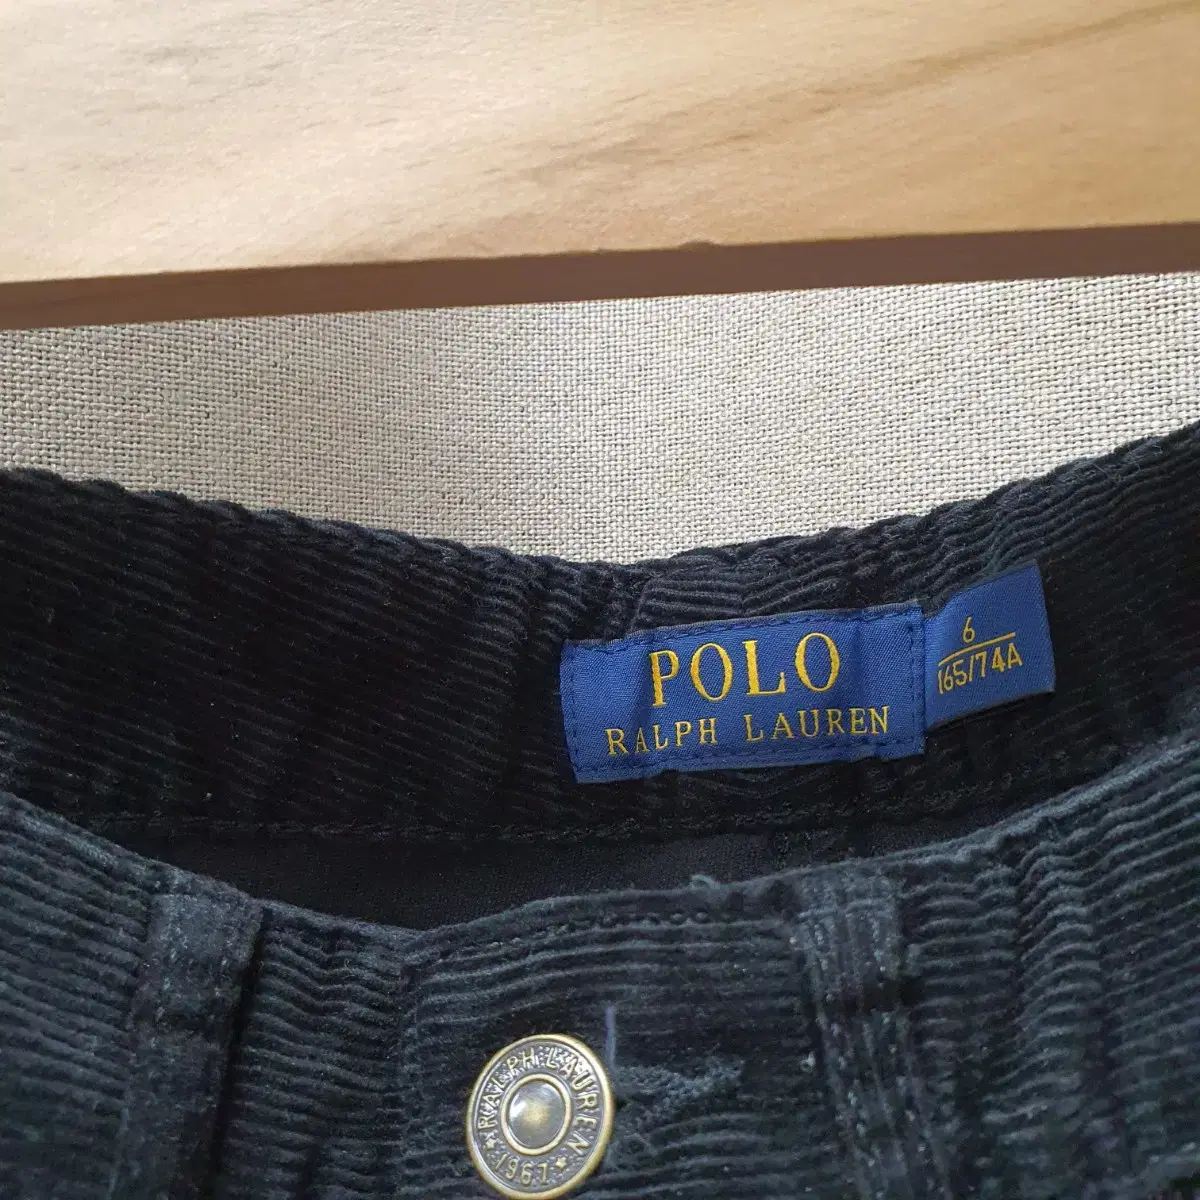 POLO
RALPH LAUREN
6
165/74A
RALPH LAUREN
★ 1967 ★